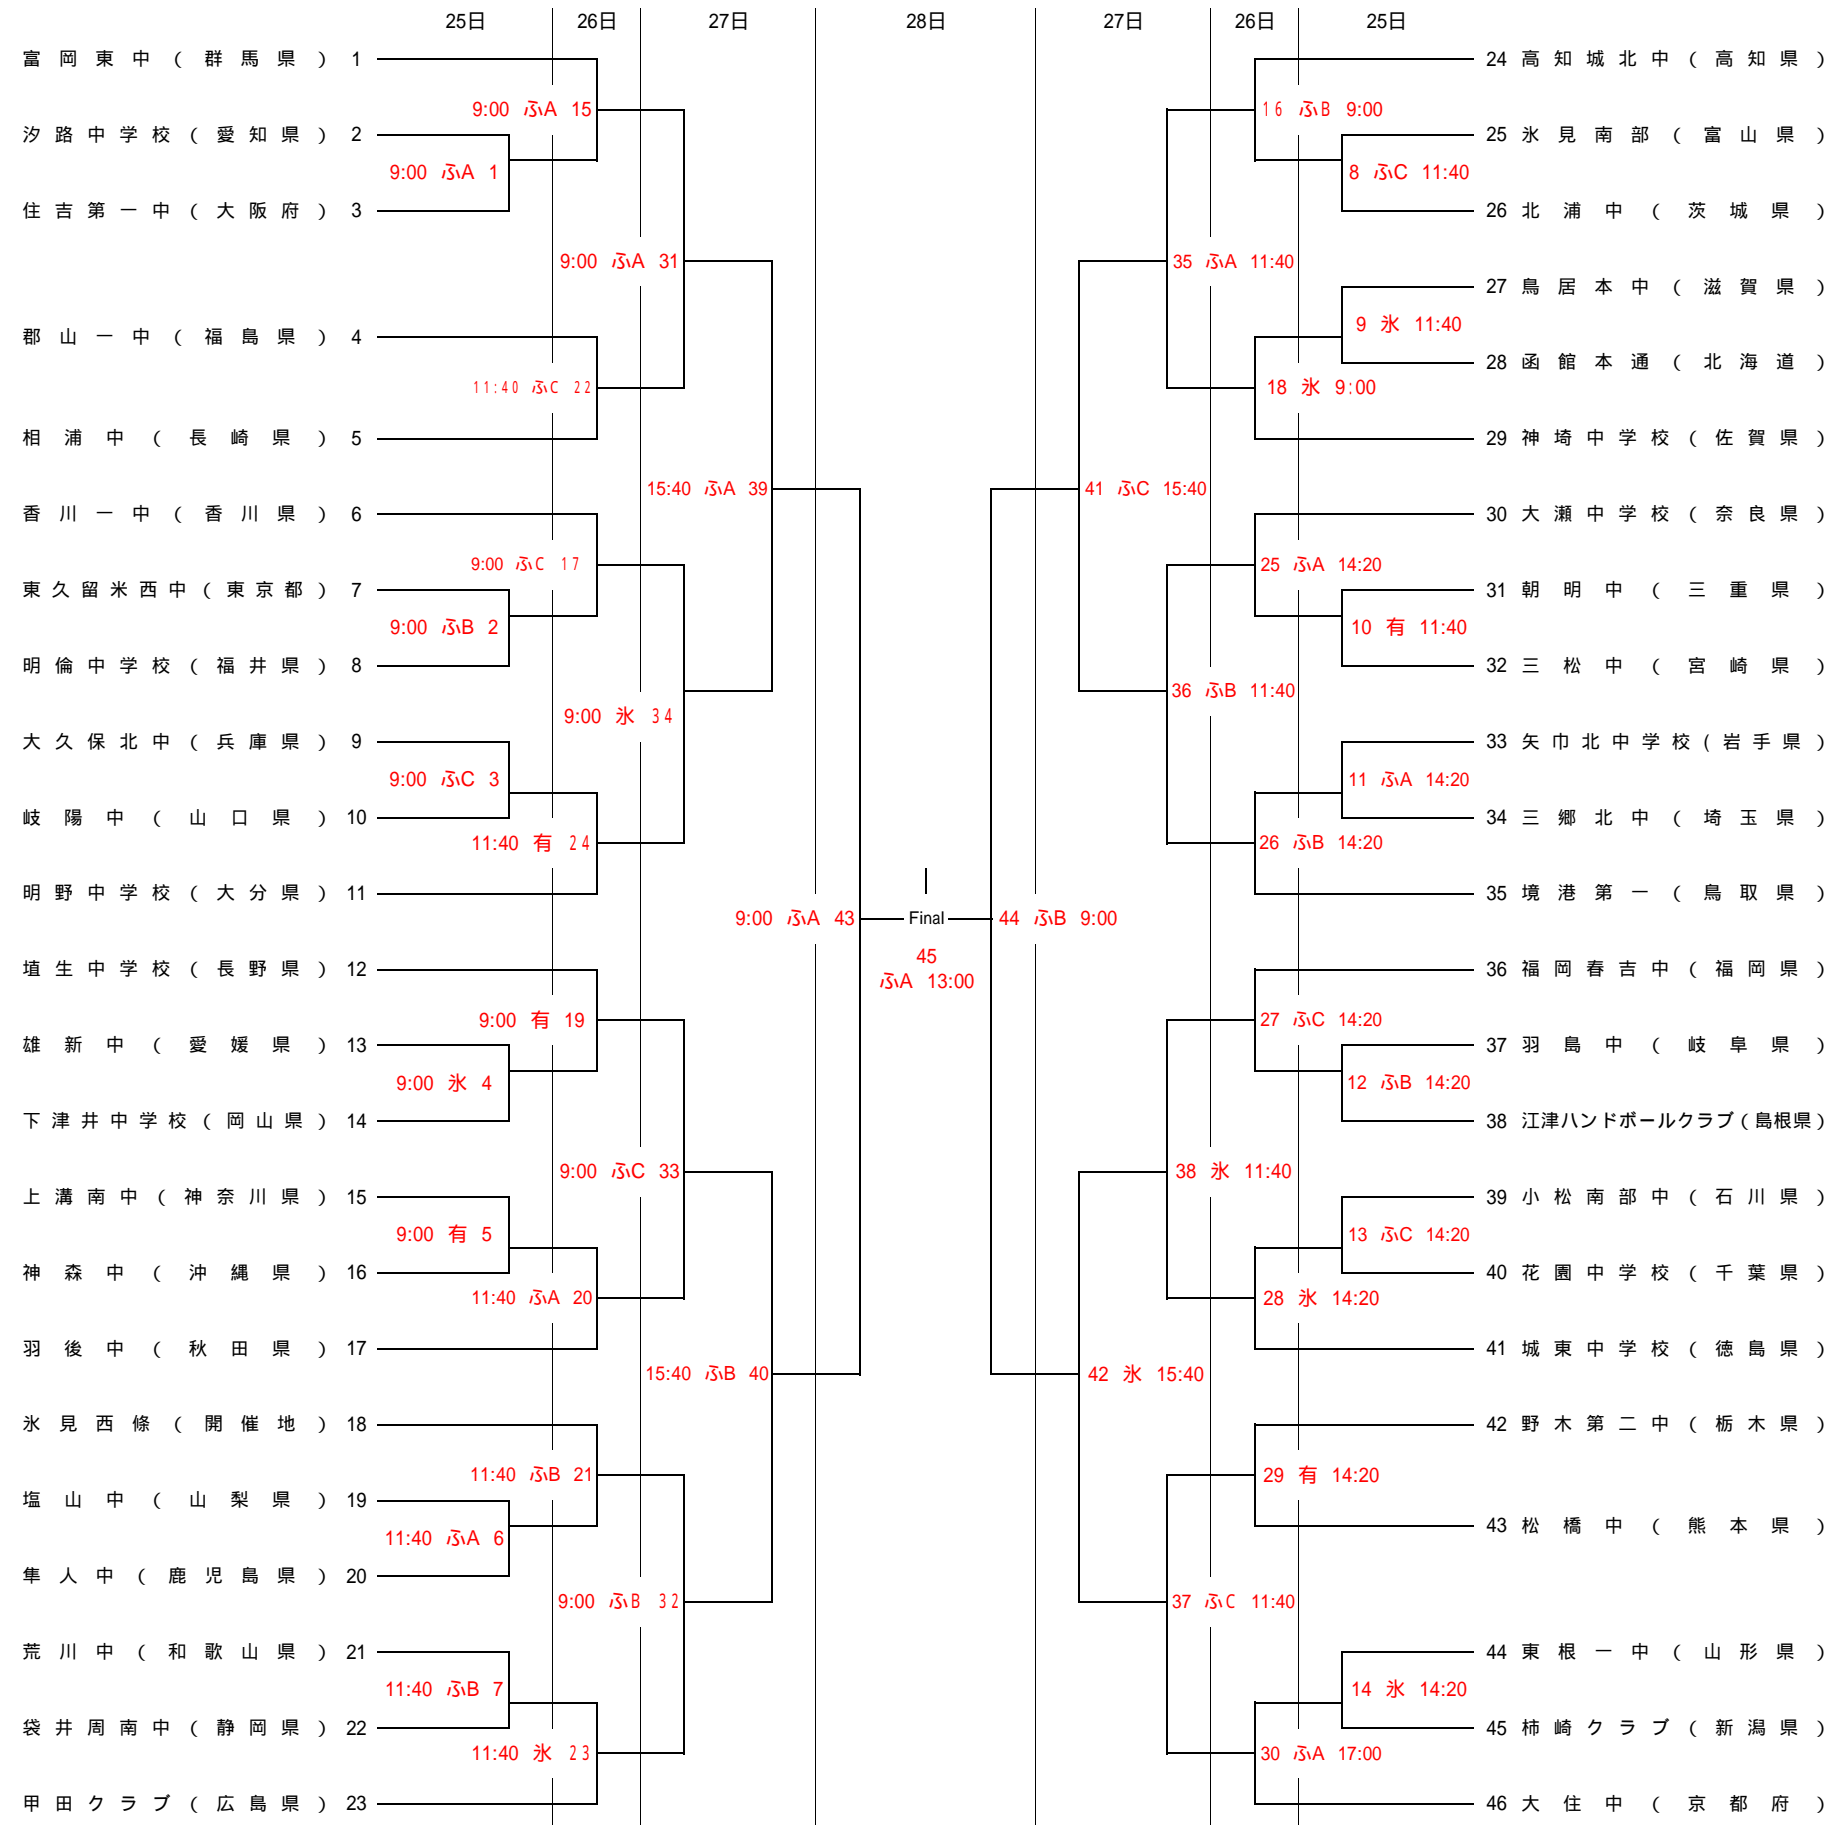 25日 26日 27日 28日 27日 26日 25日
富岡東中(群馬県) 1
9:00 ふA 15
汐路中学校(愛知県) 2
9:00 ふA 1
住吉第一中(大阪府) 3
9:00 ふA 31
郡山一中(福島県) 4
11:40 ふC 22
相浦中(長崎県) 5
15:40 ふA 39
香川一中(香川県) 6
9:00 ふC 17
東久留米西中(東京都) 7
9:00 ふB 2
明倫中学校(福井県) 8
9:00 氷 34
大久保北中(兵庫県) 9
9:00 ふC 3
岐陽中(山口県) 10
11:40 有 24
明野中学校(大分県) 11
9:00 ふA 43
埴生中学校(長野県) 12
9:00 有 19
雄新中(愛媛県) 13
9:00 氷 4
下津井中学校(岡山県) 14
9:00 ふC 33
上溝南中(神奈川県) 15
9:00 有 5
神森中(沖縄県) 16
11:40 ふA 20
羽後中(秋田県) 17
15:40 ふB 40
氷見西條(開催地) 18
11:40 ふB 21
塩山中(山梨県) 19
11:40 ふA 6
隼人中(鹿児島県) 20
9:00 ふB 32
荒川中(和歌山県) 21
11:40 ふB 7
袋井周南中(静岡県) 22
11:40 氷 23
甲田クラブ(広島県) 23
Final
45
ふA 13:00
24 高知城北中(高知県)
16 ふB 9:00
25 氷見南部(富山県)
8 ふC 11:40
26 北浦中(茨城県)
35 ふA 11:40
27 鳥居本中(滋賀県)
9 氷 11:40
28 函館本通(北海道)
18 氷 9:00
29 神埼中学校(佐賀県)
41 ふC 15:40
30 大瀬中学校(奈良県)
25 ふA 14:20
31 朝明中(三重県)
10 有 11:40
32 三松中(宮崎県)
36 ふB 11:40
33 矢巾北中学校(岩手県)
11 ふA 14:20
34 三郷北中(埼玉県)
26 ふB 14:20
35 境港第一(鳥取県)
44 ふB 9:00
36 福岡春吉中(福岡県)
27 ふC 14:20
37 羽島中(岐阜県)
12 ふB 14:20
38 江津ハンドボールクラブ(島根県)
38 氷 11:40
39 小松南部中(石川県)
13 ふC 14:20
40 花園中学校(千葉県)
28 氷 14:20
41 城東中学校(徳島県)
42 氷 15:40
42 野木第二中(栃木県)
29 有 14:20
43 松橋中(熊本県)
37 ふC 11:40
44 東根一中(山形県)
14 氷 14:20
45 柿崎クラブ(新潟県)
30 ふA 17:00
46 大住中(京都府)